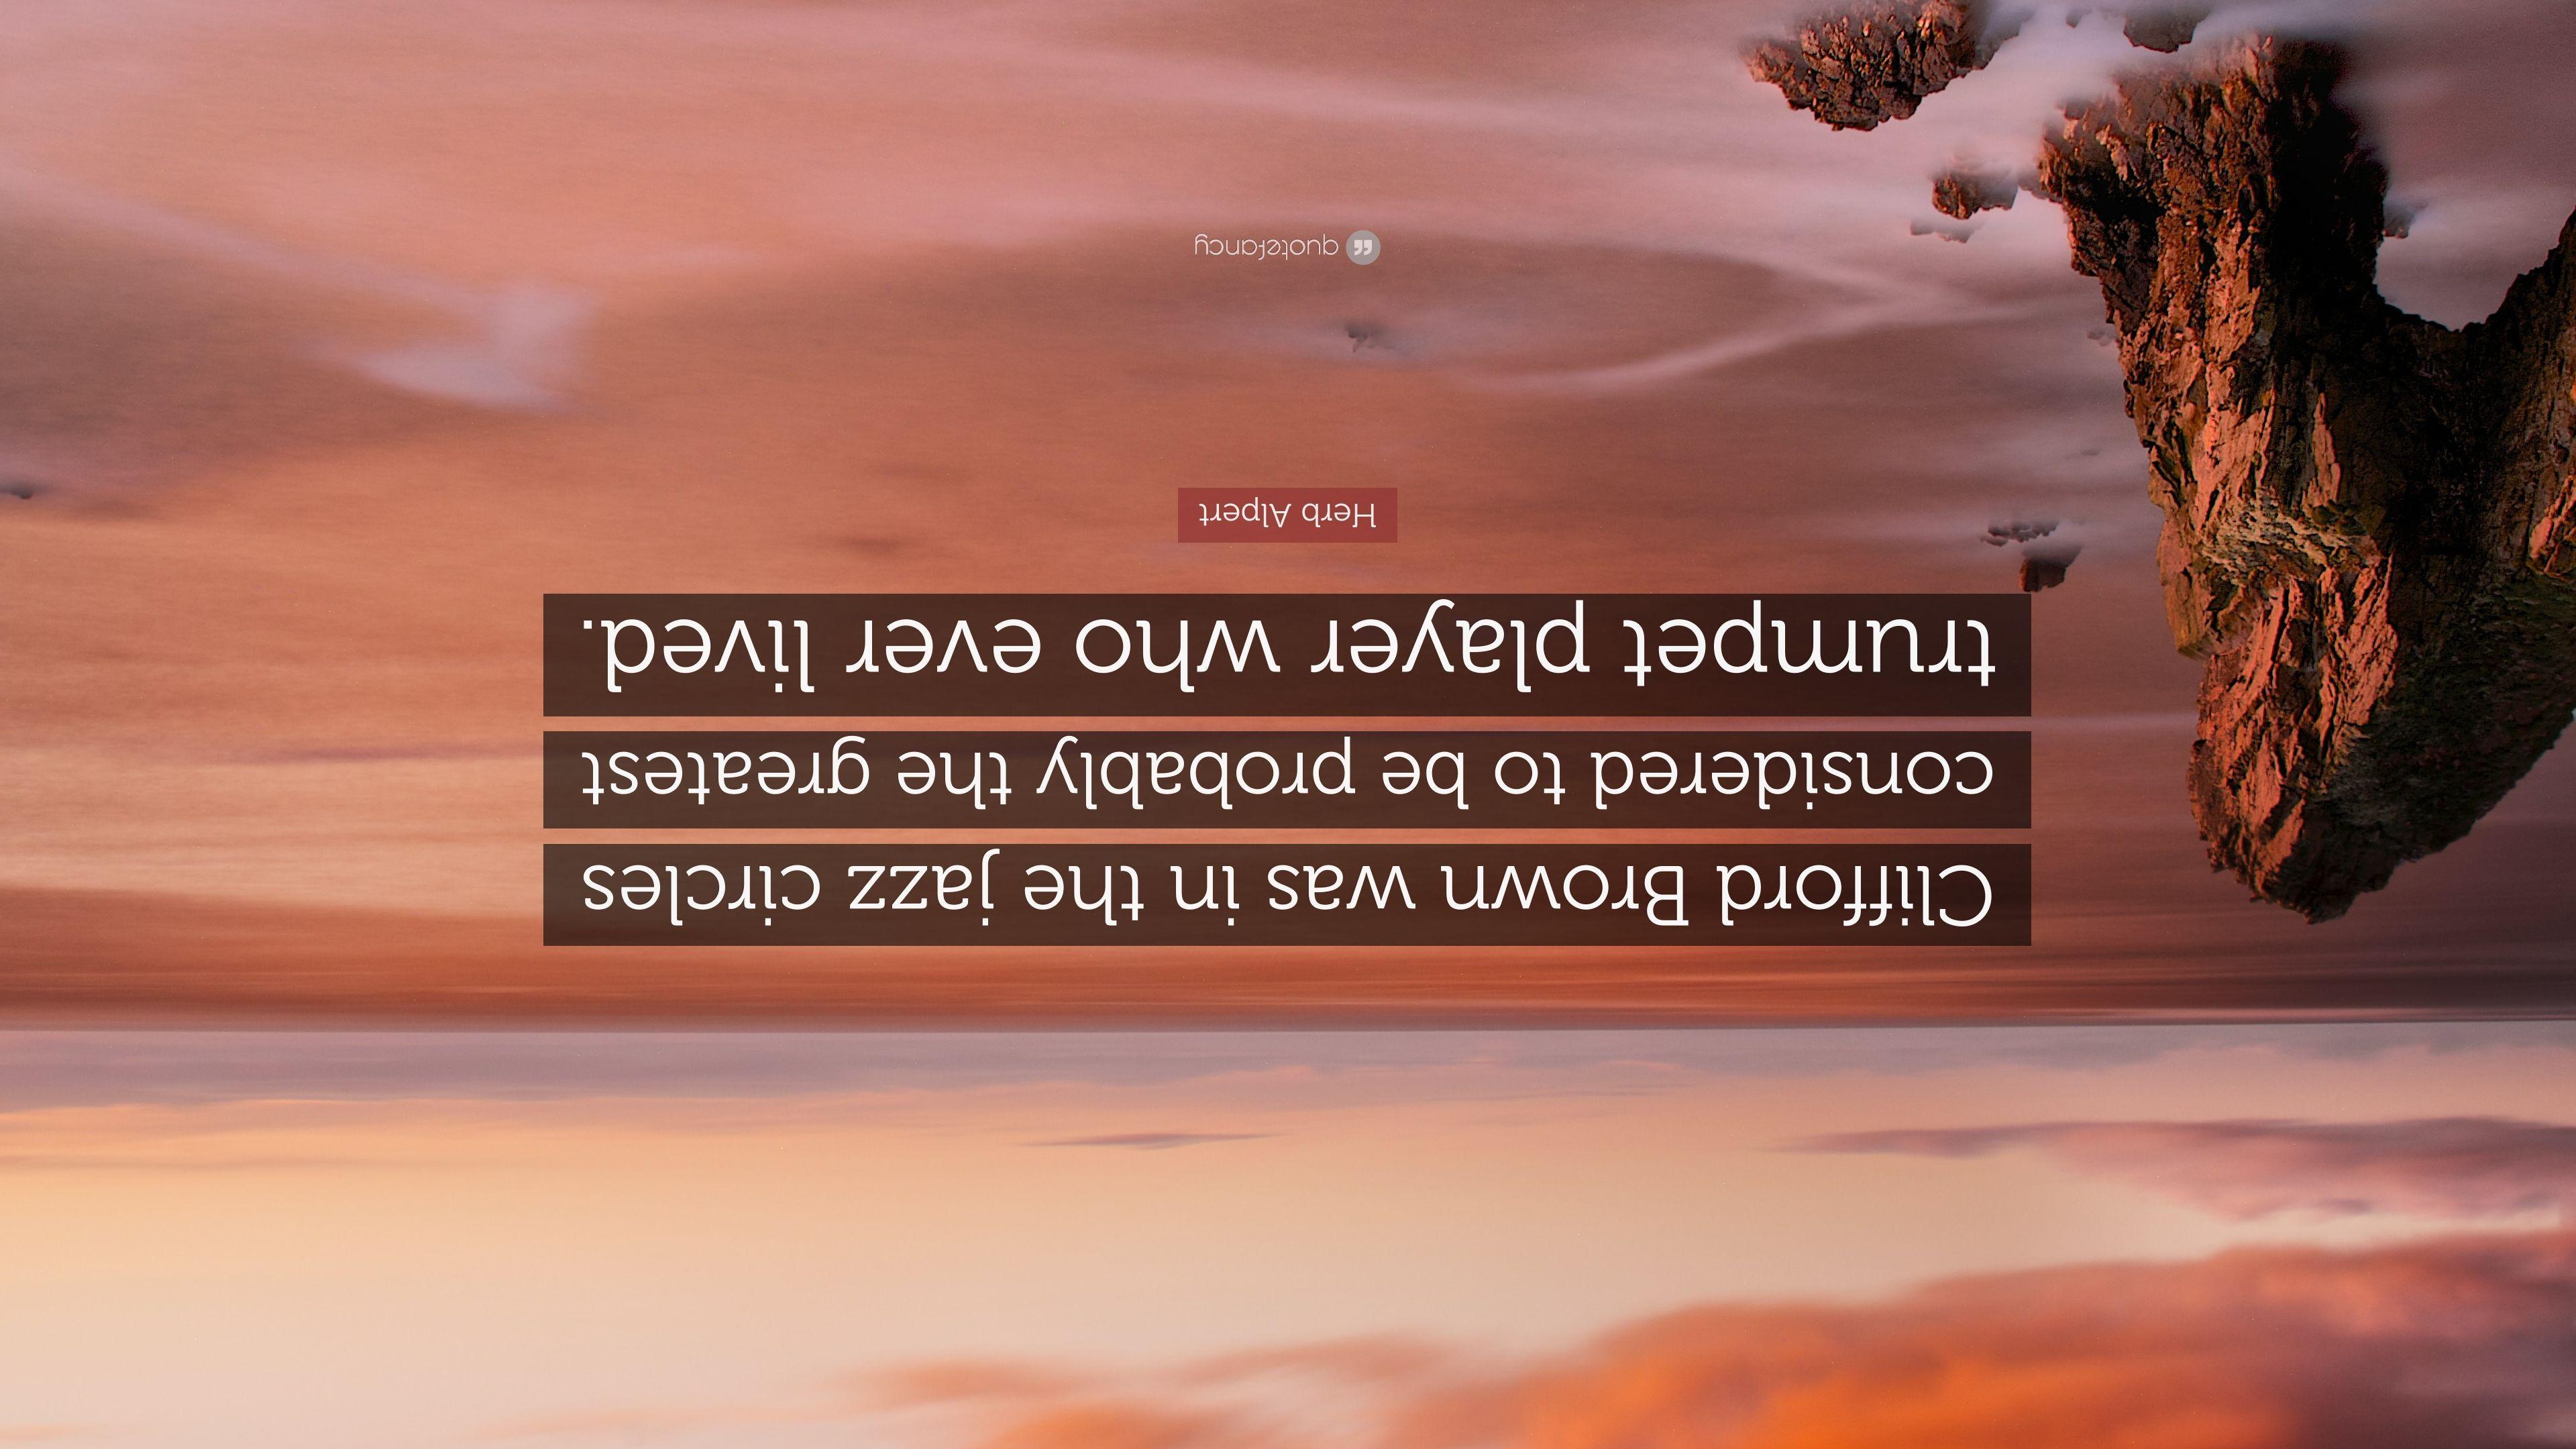 Clifford Brown was in the jazz circles
considered to be probably the greatest
trumpet player who ever lived.
Herb Alpert
quotefancy